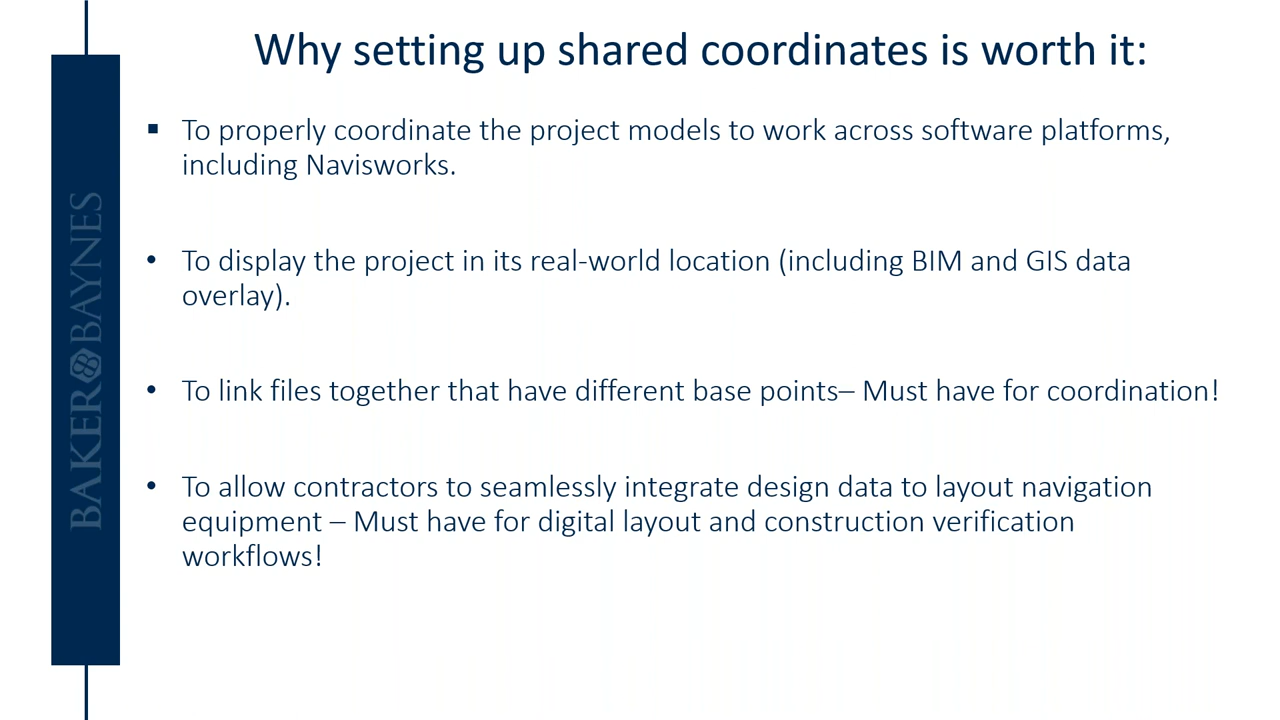 Why setting up shared coordinates is worth it:
▪ To properly coordinate the project models to work across software platforms,
including Navisworks.
• To display the project in its real-world location (including BIM and GIS data
overlay).
• To link files together that have different base points– Must have for coordination!
• To allow contractors to seamlessly integrate design data to layout navigation
equipment – Must have for digital layout and construction verification
workflows!
BAKER BAYNES